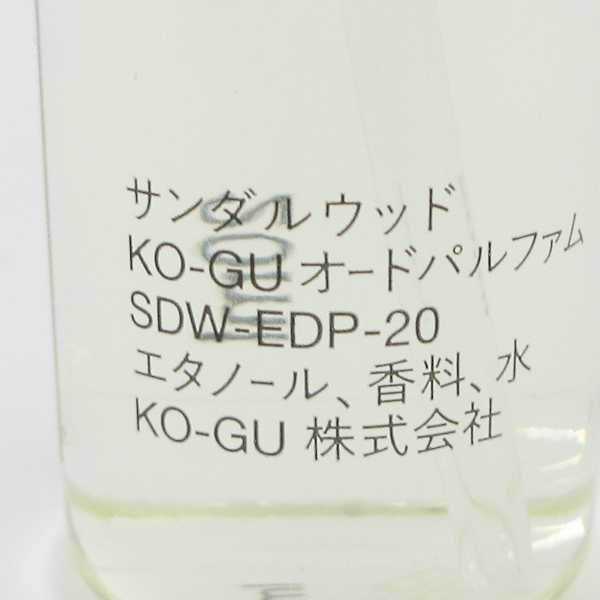 サンダルウッド
KO-GU オードパルファム
SDW-EDP-20
エタノール、香料、水
KO-GU 株式会社